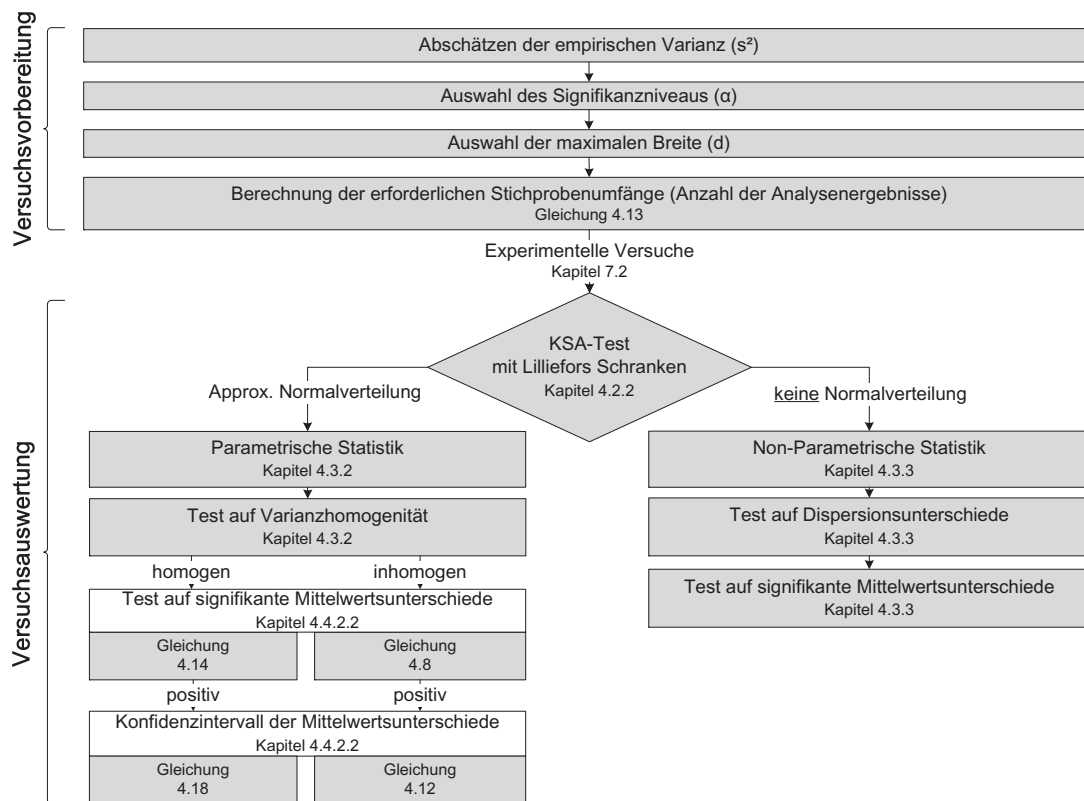 Versuchsvorbereitung
Abschätzen der empirischen Varianz (s²)
Auswahl des Signifikanzniveaus (α)
Auswahl der maximalen Breite (d)
Berechnung der erforderlichen Stichprobenumfänge (Anzahl der Analysenergebnisse)
Gleichung 4.13
Experimentelle Versuche
Kapitel 7.2
Versuchsauswertung
KSA-Test
mit Lilliefors Schranken
Kapitel 4.2.2
Approx. Normalverteilung
keine Normalverteilung
Parametrische Statistik
Kapitel 4.3.2
Test auf Varianzhomogenität
Kapitel 4.3.2
homogen
inhomogen
Test auf signifikante Mittelwertsunterschiede
Kapitel 4.4.2.2
Gleichung
4.14
Gleichung
4.8
positiv
positiv
Konfidenzintervall der Mittelwertsunterschiede
Kapitel 4.4.2.2
Gleichung
4.18
Gleichung
4.12
Non-Parametrische Statistik
Kapitel 4.3.3
Test auf Dispersionsunterschiede
Kapitel 4.3.3
Test auf signifikante Mittelwertsunterschiede
Kapitel 4.3.3